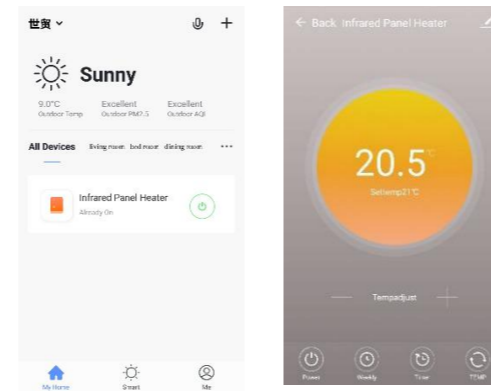 世贸
Sunny
9.0°C Excellent Excellent
Outdoor Temp Outdoor PM2.5 Outdoor AQI
All Devices living room bed room dining room ...
Infrared Panel Heater
Already On
My Home Smart Me
← Back Infrared Panel Heater
20.5°C
Settemp21°C
— Tempadjust +
Power Weekly Timer TEMP